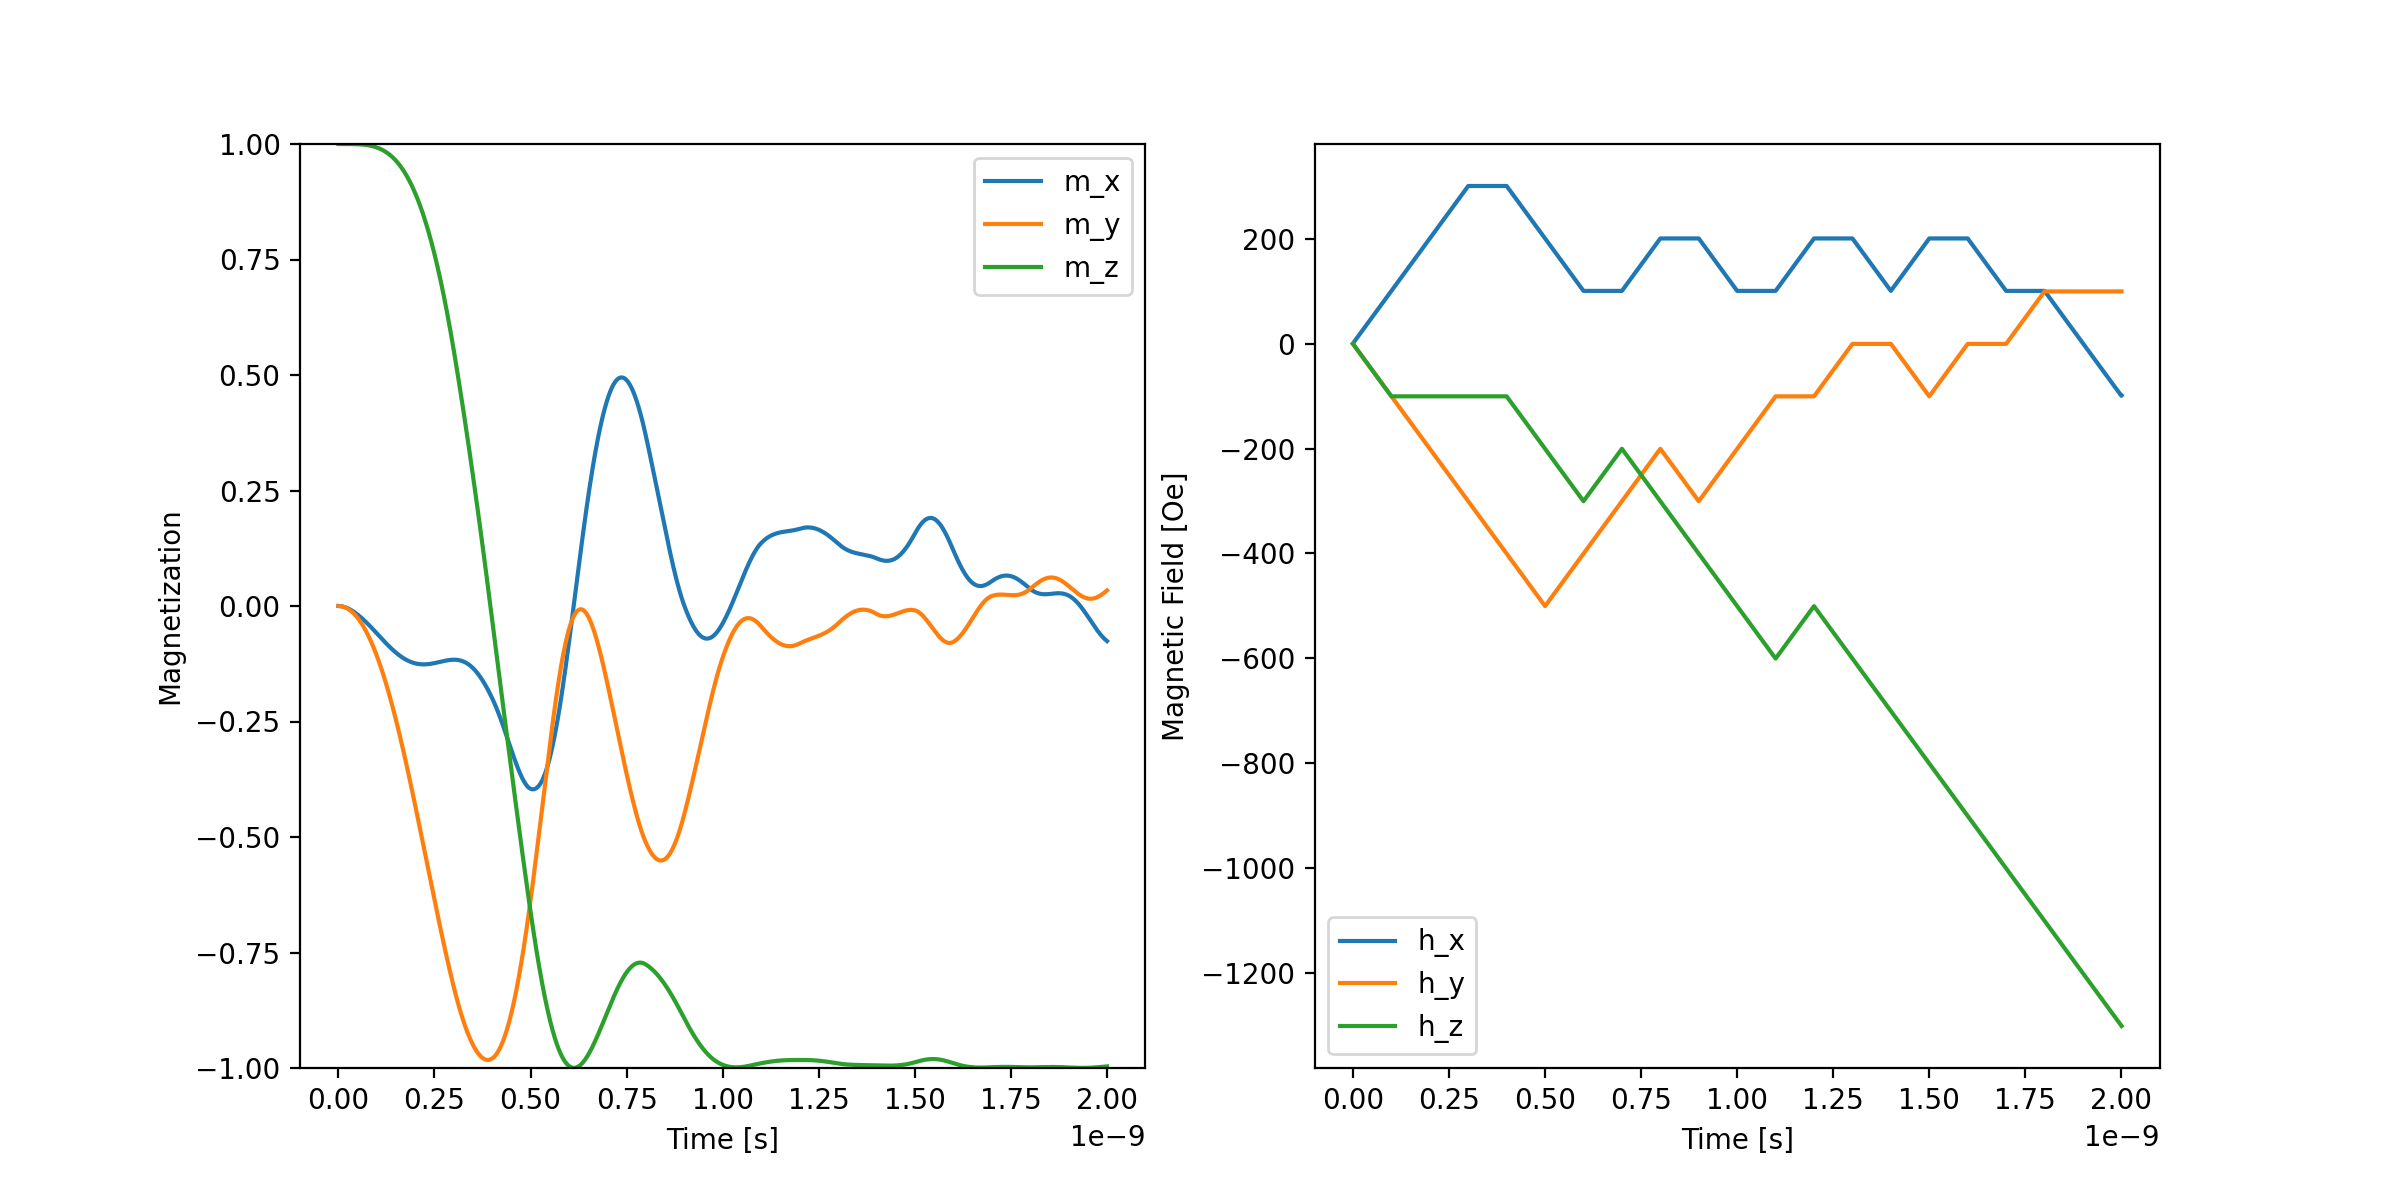 Magnetization
1.00
0.75
0.50
0.25
0.00
−0.25
−0.50
−0.75
−1.00
m_x
m_y
m_z
0.00 0.25 0.50 0.75 1.00 1.25 1.50 1.75 2.00
Time [s]
1e−9
Magnetic Field [Oe]
200
0
−200
−400
−600
−800
−1000
−1200
h_x
h_y
h_z
0.00 0.25 0.50 0.75 1.00 1.25 1.50 1.75 2.00
Time [s]
1e−9